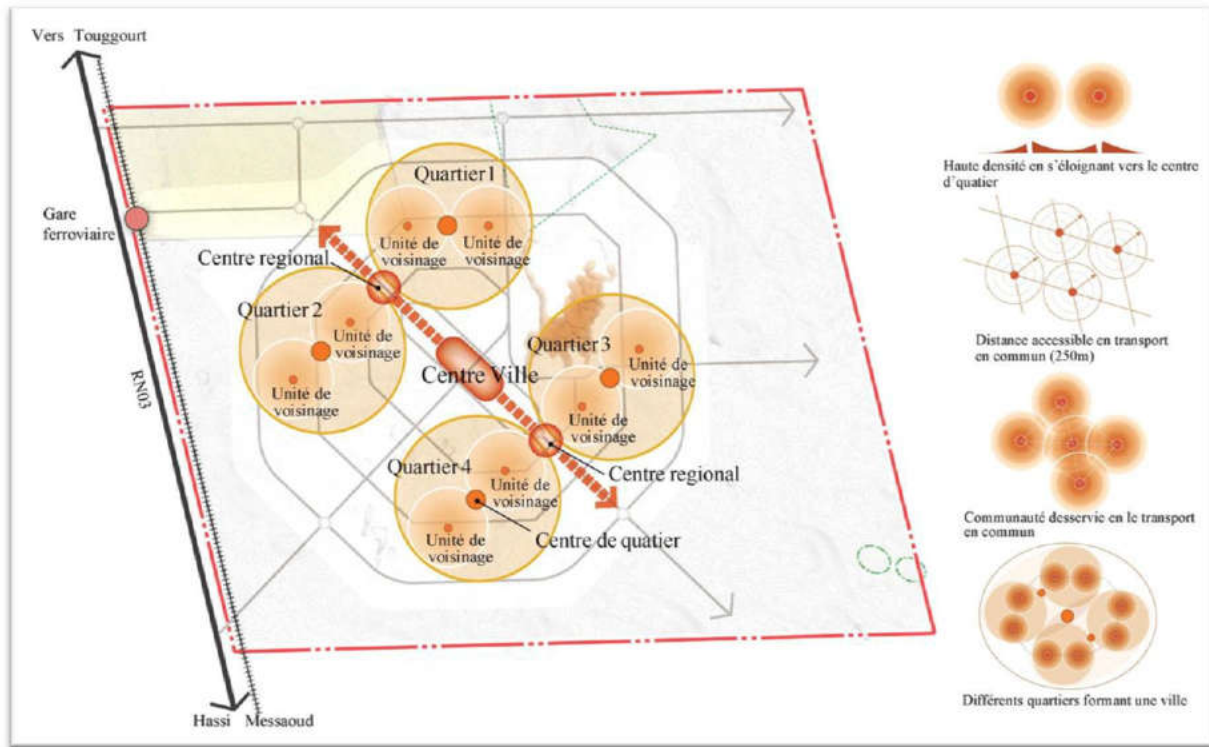 Vers Touggourt
Gare
ferroviaire
RN03
Hassi Messaoud
Quartier 1
Unité de
voisinage
Unité de
voisinage
Centre regional
Quartier 2
Unité de
voisinage
Unité de
voisinage
Centre Ville
Quartier 3
Unité de
voisinage
Unité de
voisinage
Centre regional
Quartier 4
Unité de
voisinage
Unité de
voisinage
Centre de quatier
Haute densité en s'éloignant vers le centre
d'quatier
Distance accessible en transport
en commun (250m)
Communauté desservie en le transport
en commun
Différents quartiers formant une ville